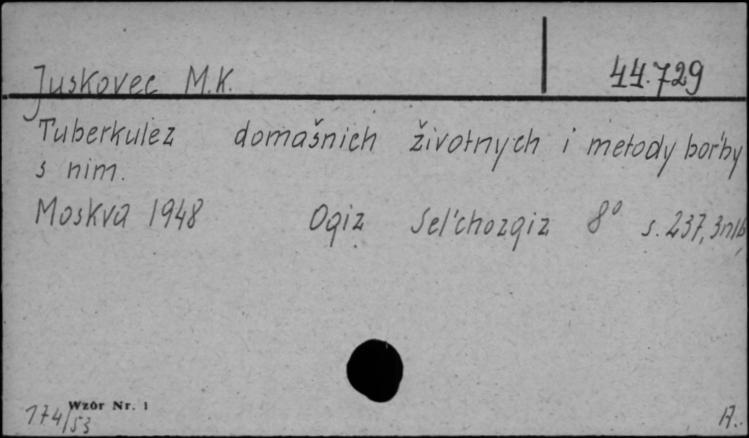 Juskovec M.K.
44.729
Tuberkulez domašnich životnych i metody bor'by
s nim.
Moskva 1948 Ogiz Sel'chozgiz 8° s. 237, 3nlb
Wzór Nr. 1
174/53
A.